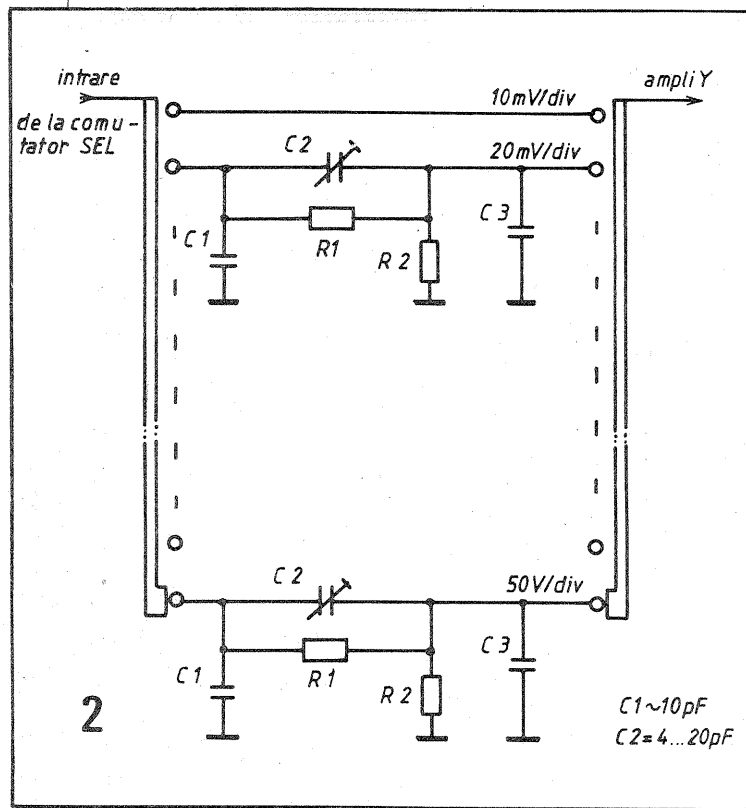 intrare
de la comu-
tator SEL
10mV/div
ampli Y
C2
20mV/div
C1
R1
R2
C3
C2
50V/div
C1
R1
R2
C3
2
C1~10pF
C2=4...20pF